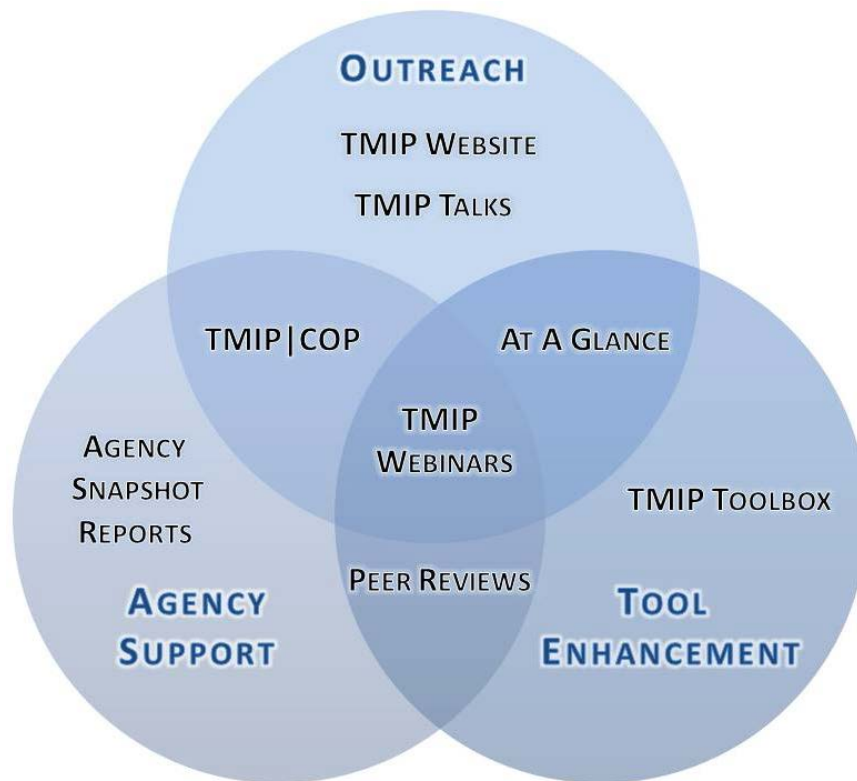 OUTREACH
TMIP WEBSITE
TMIP TALKS
TMIP|COP
AT A GLANCE
TMIP
WEBINARS
AGENCY
SNAPSHOT
REPORTS
TMIP TOOLBOX
PEER REVIEWS
AGENCY
SUPPORT
TOOL
ENHANCEMENT